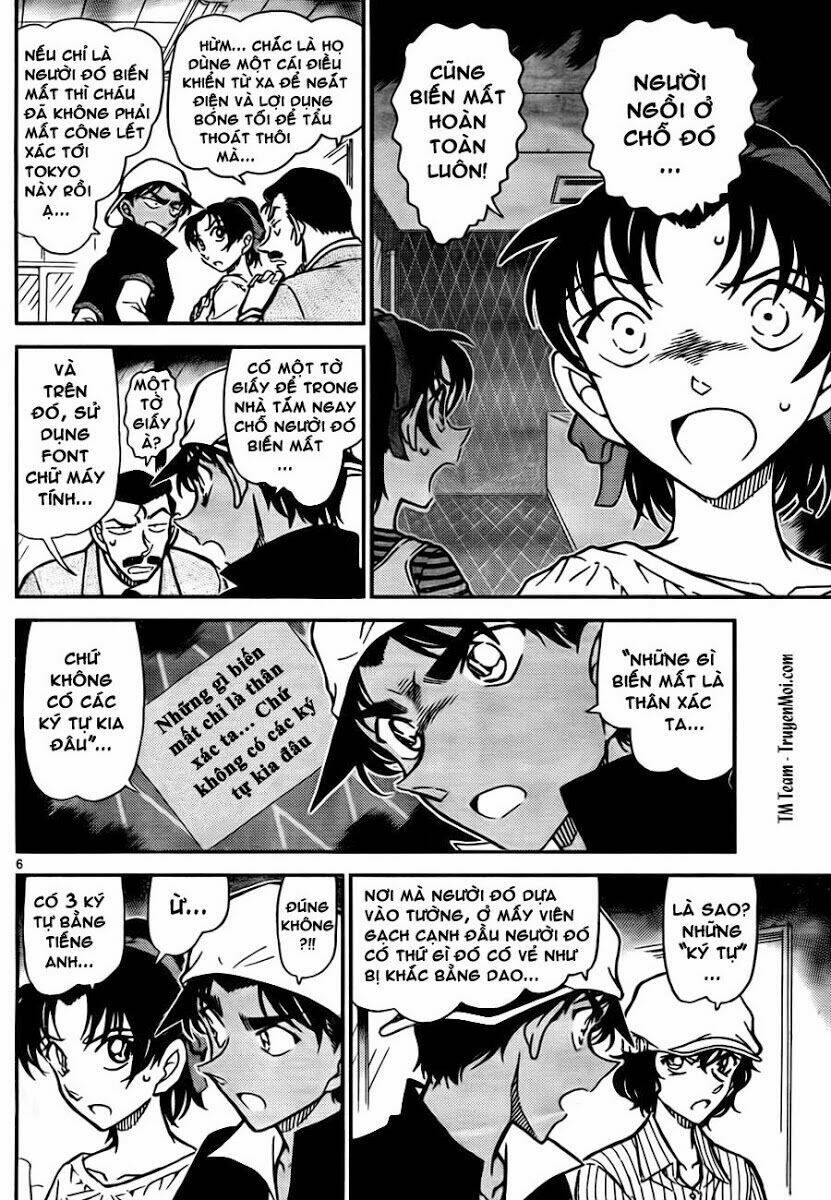 NGƯỜI
NGỒI Ở
CHỖ ĐÓ
...
CŨNG
BIẾN MẤT
HOÀN
TOÀN
LUÔN!
HỪM... CHẮC LÀ HỌ
DÙNG MỘT CÁI ĐIỀU
KHIỂN TỪ XA ĐỂ NGẮT
ĐIỆN VÀ LỢI DỤNG
BÓNG TỐI ĐỂ TẨU
THOÁT THÔI
MÀ...
NẾU CHỈ LÀ
NGƯỜI ĐÓ BIẾN
MẤT THÌ CHÁU
ĐÃ KHÔNG PHẢI
MẤT CÔNG LẾT
XÁC TỚI
TOKYO
NÀY RỒI
Ạ...
CÓ MỘT TỜ
GIẤY ĐỂ TRONG
NHÀ TẮM NGAY
CHỖ NGƯỜI ĐÓ
BIẾN MẤT
...
MỘT
TỜ
GIẤY
À?
VÀ
TRÊN
ĐÓ, SỬ
DỤNG
FONT
CHỮ MÁY
TÍNH...
"NHỮNG GÌ
BIẾN MẤT LÀ
THÂN XÁC
TA...
Những gì biến
mất chỉ là thân
xác ta... Chứ
không có các ký
tự kia đâu
CHỨ
KHÔNG
CÓ CÁC
KÝ TỰ KIA
ĐÂU"...
TM Team - TruyenMoi.com
6
LÀ SAO?
NHỮNG
"KÝ TỰ"
...
NƠI MÀ NGƯỜI ĐÓ DỰA
VÀO TƯỜNG, Ở MẤY VIÊN
GẠCH CẠNH ĐẦU NGƯỜI ĐÓ
CÓ THỨ GÌ ĐÓ CÓ VẺ NHƯ
BỊ KHẮC BẰNG DAO...
ĐÚNG
KHÔNG
?!!
Ừ...
CÓ 3 KÝ
TỰ BẰNG
TIẾNG
ANH...